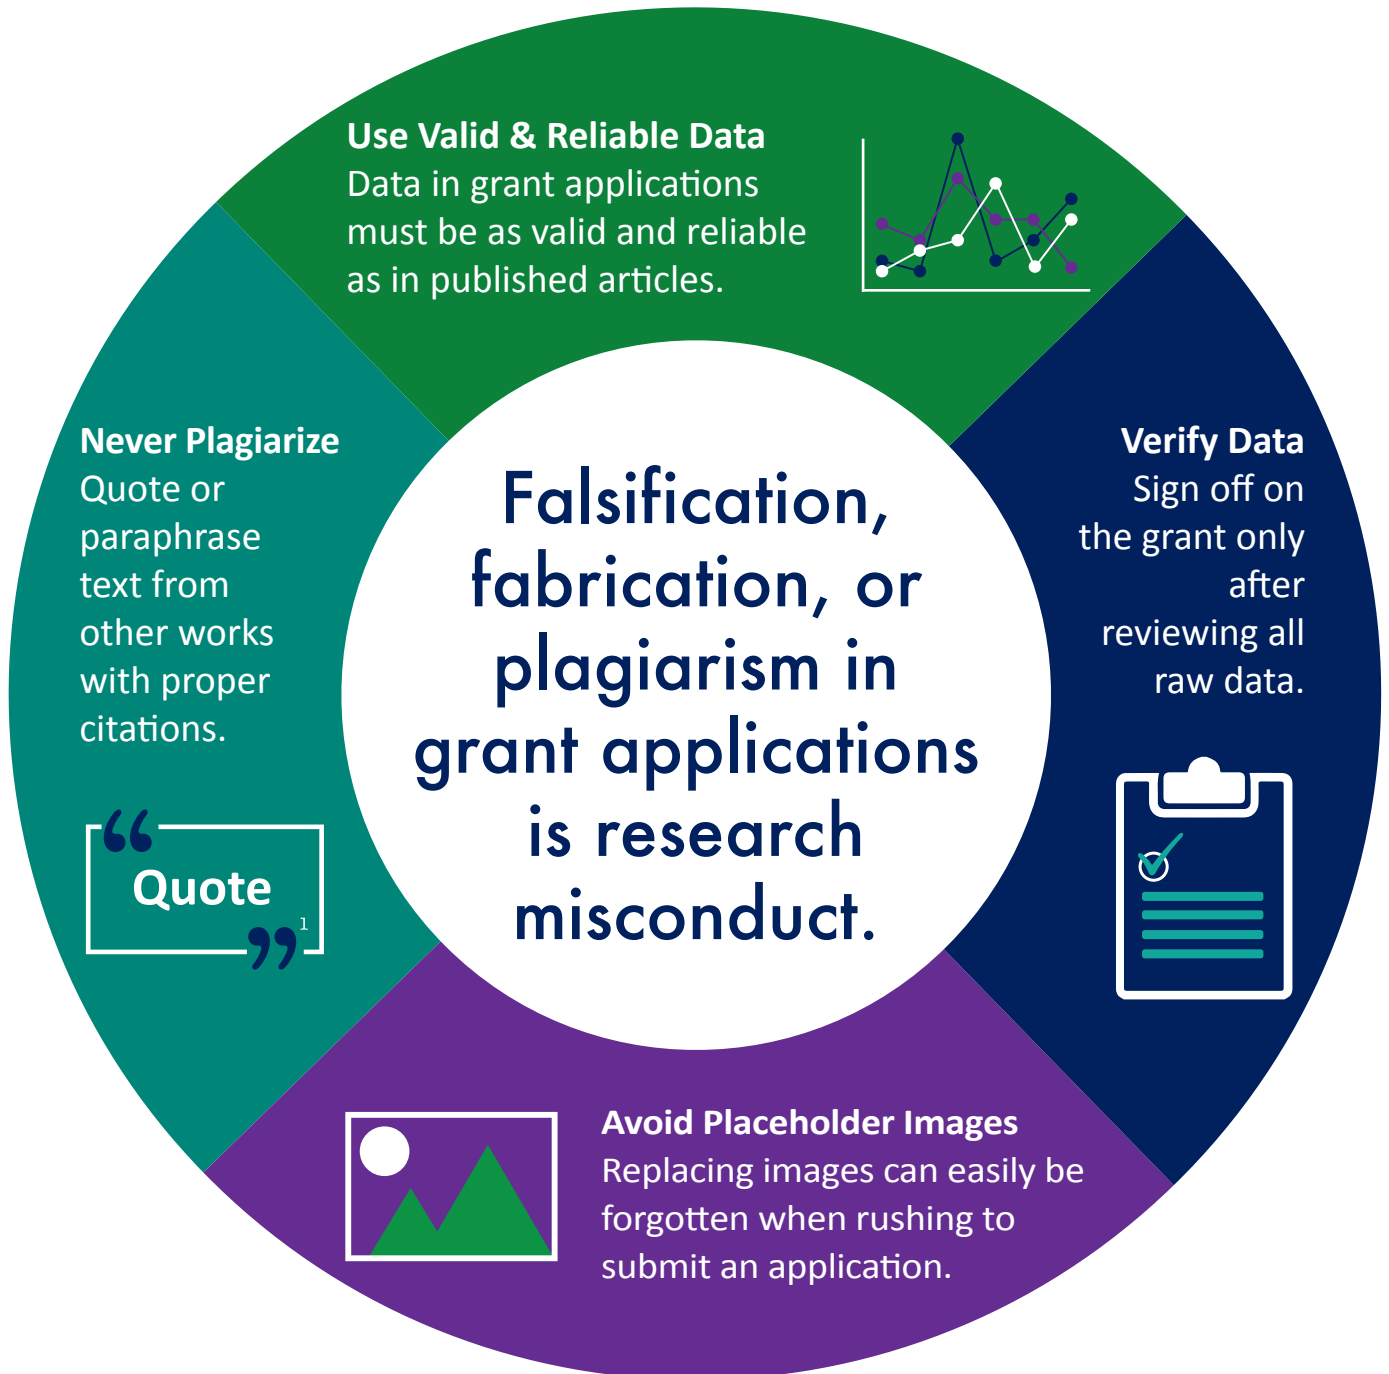 Use Valid & Reliable Data
Data in grant applications
must be as valid and reliable
as in published articles.
Verify Data
Sign off on
the grant only
after
reviewing all
raw data.
Avoid Placeholder Images
Replacing images can easily be
forgotten when rushing to
submit an application.
Never Plagiarize
Quote or
paraphrase
text from
other works
with proper
citations.
“
Quote
” 1
Falsification,
fabrication, or
plagiarism in
grant applications
is research
misconduct.